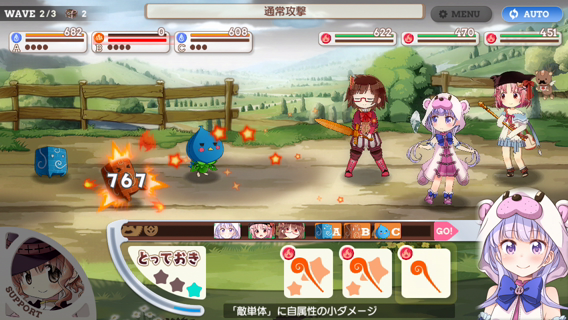 WAVE 2/3 2
通常攻撃
MENU
AUTO
682
0
608
622
470
451
A
B
C
767
A B C
GO!
とっておき
SUPPORT
「敵単体」に自属性の小ダメージ